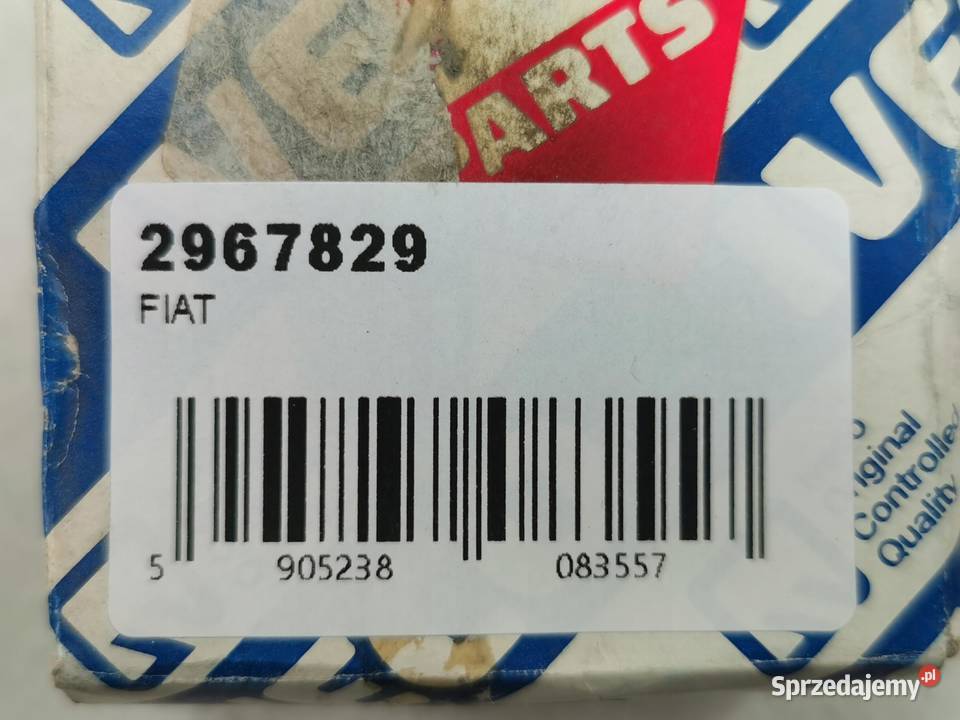 PARTS
2967829
FIAT
5 905238 083557
Original
Controlled
Quality
Sprzedajemy.pl